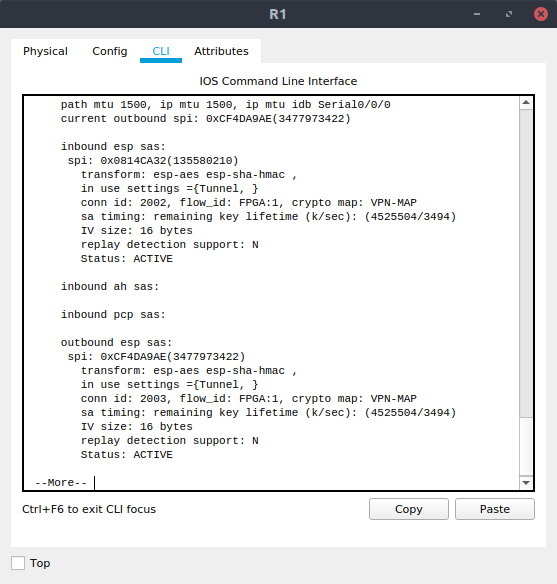 R1
Physical Config CLI Attributes
IOS Command Line Interface
path mtu 1500, ip mtu 1500, ip mtu idb Serial0/0/0
current outbound spi: 0xCF4DA9AE(3477973422)
inbound esp sas:
spi: 0x0814CA32(135580210)
transform: esp-aes esp-sha-hmac ,
in use settings ={Tunnel, }
conn id: 2002, flow_id: FPGA:1, crypto map: VPN-MAP
sa timing: remaining key lifetime (k/sec): (4525504/3494)
IV size: 16 bytes
replay detection support: N
Status: ACTIVE
inbound ah sas:
inbound pcp sas:
outbound esp sas:
spi: 0xCF4DA9AE(3477973422)
transform: esp-aes esp-sha-hmac ,
in use settings ={Tunnel, }
conn id: 2003, flow_id: FPGA:1, crypto map: VPN-MAP
sa timing: remaining key lifetime (k/sec): (4525504/3494)
IV size: 16 bytes
replay detection support: N
Status: ACTIVE
--More--
Ctrl+F6 to exit CLI focus
Copy Paste
Top